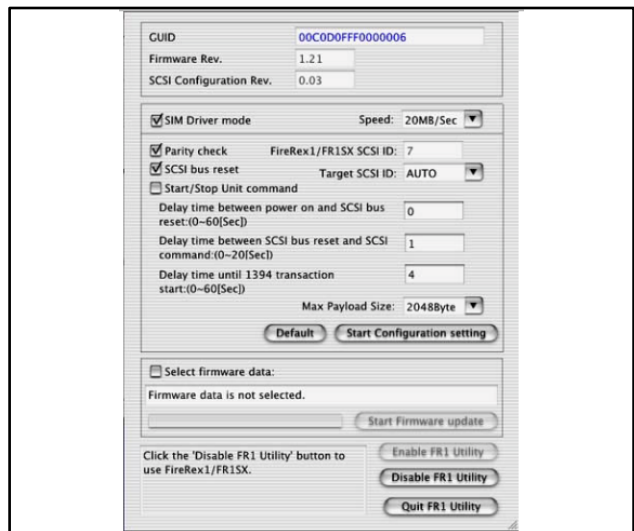 GUID 00C0D0FFF0000006
Firmware Rev. 1.21
SCSI Configuration Rev. 0.03
SIM Driver mode Speed: 20MB/Sec
Parity check FireRex1/FR1SX SCSI ID: 7
SCSI bus reset Target SCSI ID: AUTO
Start/Stop Unit command
Delay time between power on and SCSI bus
reset:(0~60[Sec]) 0
Delay time between SCSI bus reset and SCSI
command:(0~20[Sec]) 1
Delay time until 1394 transaction
start:(0~60[Sec]) 4
Max Payload Size: 2048Byte
Default Start Configuration setting
Select firmware data:
Firmware data is not selected.
Start Firmware update
Click the 'Disable FR1 Utility' button to
use FireRex1/FR1SX.
Enable FR1 Utility
Disable FR1 Utility
Quit FR1 Utility